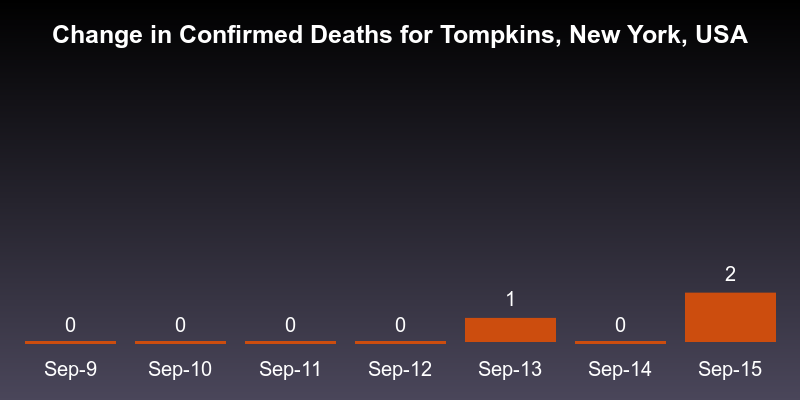 Change in Confirmed Deaths for Tompkins, New York, USA
0 0 0 0 1 0 2
Sep-9 Sep-10 Sep-11 Sep-12 Sep-13 Sep-14 Sep-15